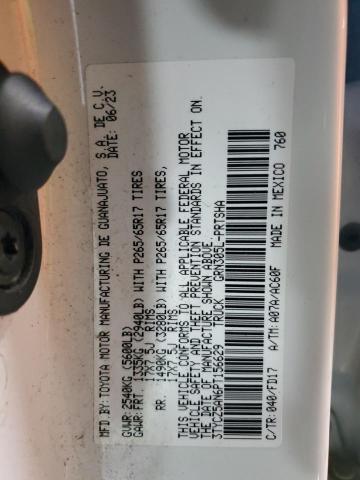 MFD.BY: TOYOTA MOTOR MANUFACTURING DE GUANAJUATO, S.A. DE C.V.
DATE: 06/23
GVWR: 2540KG (5600LB)
GAWR: FRT. 1335KG (2940LB) WITH P265/65R17 TIRES
17X7.5J RIMS
RR. 1490KG (3280LB) WITH P265/65R17 TIRES
17X7.5J RIMS
THIS VEHICLE CONFORMS TO ALL APPLICABLE FEDERAL MOTOR
VEHICLE SAFETY AND THEFT PREVENTION STANDARDS IN EFFECT ON
THE DATE OF MANUFACTURE SHOWN ABOVE.
3TYCZ5AN6PT156629 TRUCK GRN305L-PRTSHA
C/TR: 040/FD17 A/TM: A07A/AC60F MADE IN MEXICO 760